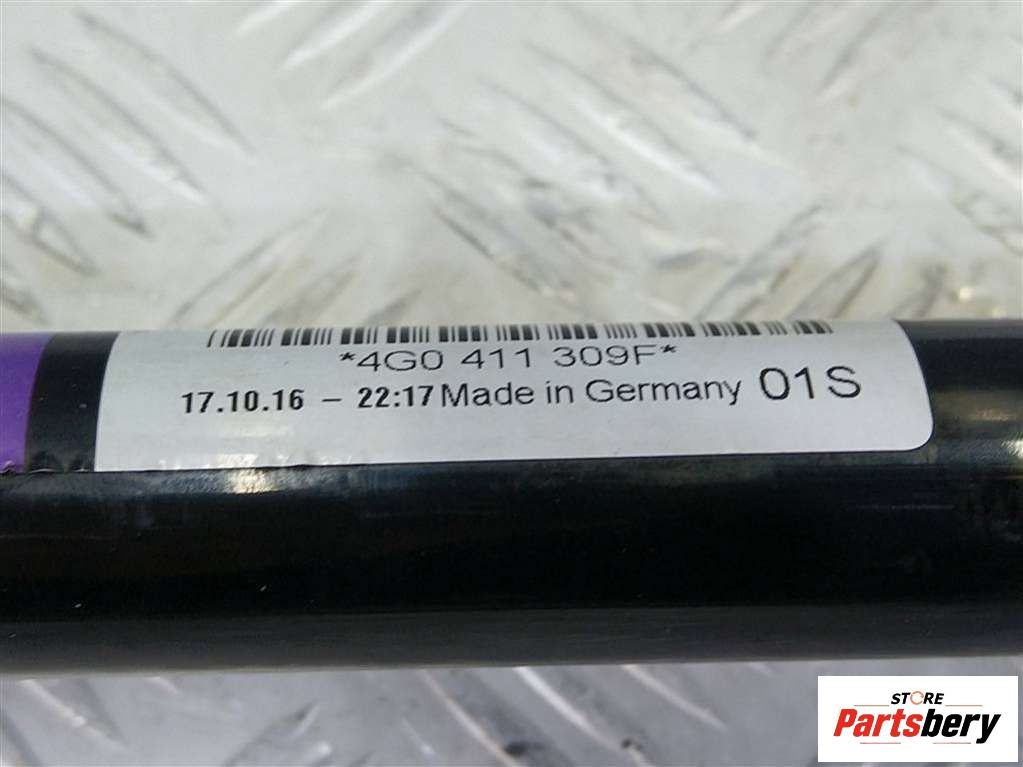 *4G0 411 309F*
17.10.16 – 22:17 Made in Germany 01S
STORE
Partsbery